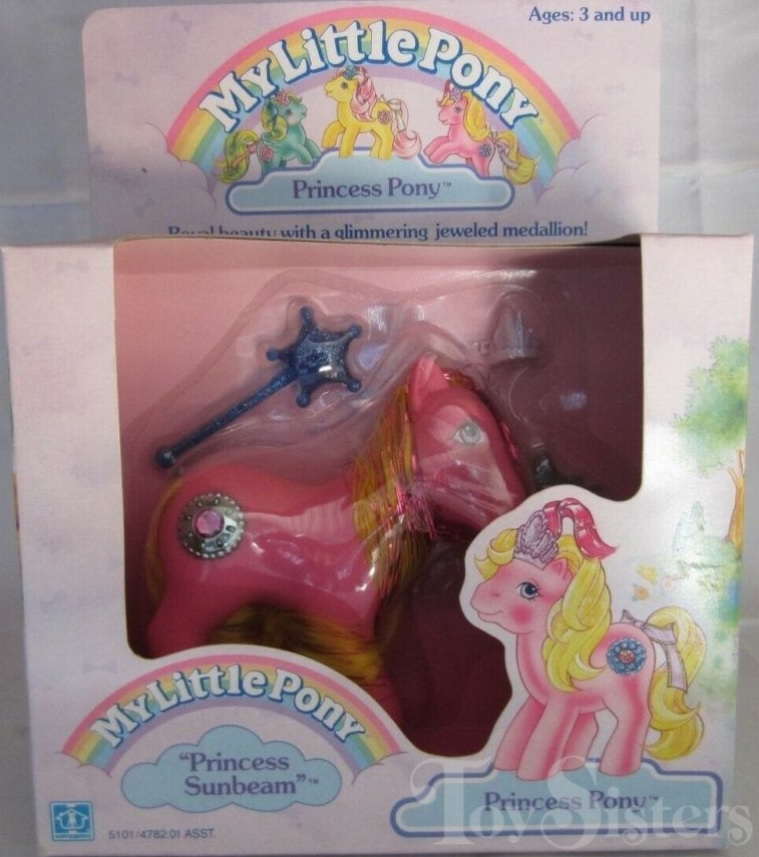 Ages: 3 and up
My Little Pony
Princess Pony™
Royal beauty with a glimmering jeweled medallion!
My Little Pony
"Princess
Sunbeam"™
Princess Pony™
5101/4782.01 ASST.
ToySisters